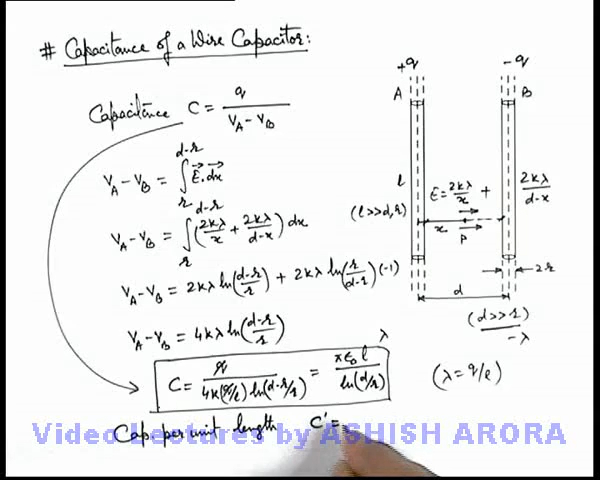 # Capacitance of a Wire Capacitor:
Capacitance C = q / (V_A - V_B)
V_A - V_B = ∫_r^{d-r} E⃗.dx⃗
V_A - V_B = ∫_r^{d-r} (2Kλ/x + 2Kλ/(d-x)) dx
V_A - V_B = 2Kλ ln((d-r)/r) + 2Kλ ln(r/(d-r)) (-1)
V_A - V_B = 4Kλ ln((d-r)/r)
C = q / (4K(q/l) ln(d-r/r)) = π∈₀ l / ln(d/r)
Cap. per unit length C' =
+q -q
A B
l
(l>>d,r)
E = 2Kλ/x + 2Kλ/(d-x)
x P
2r
d
(d>>r)
λ -λ
(λ = q/l)
Video Lectures by ASHISH ARORA